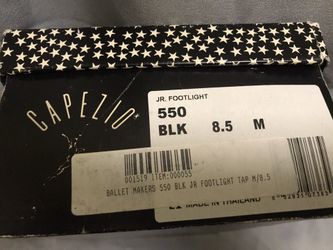 CAPEZIO
JR. FOOTLIGHT
550
BLK 8.5 M
001519 ITEM:000055
BALLET MAKERS 550 BLK JR FOOTLIGHT TAP M/8.5
MADE IN THAILAND